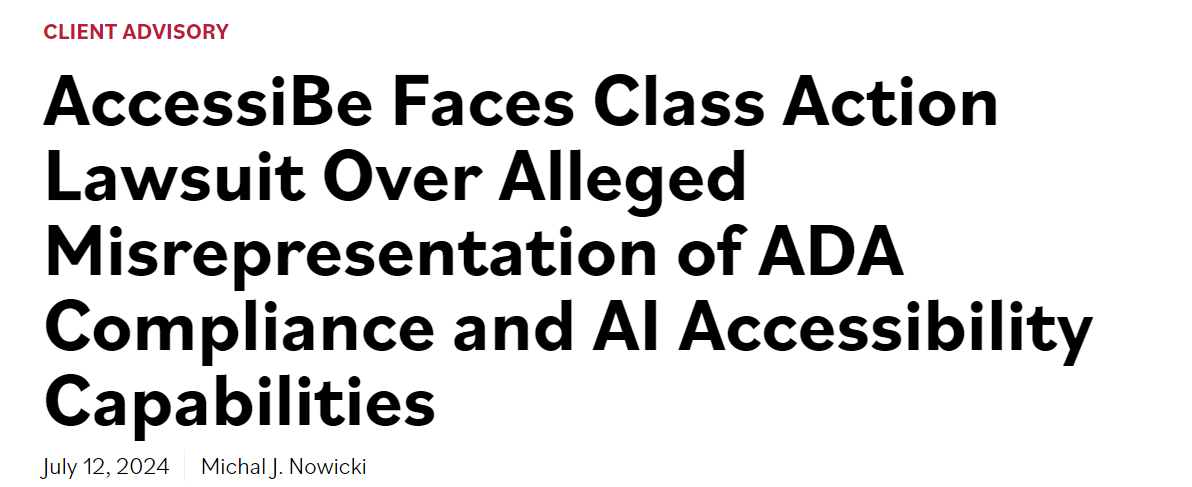 CLIENT ADVISORY
AccessiBe Faces Class Action
Lawsuit Over Alleged
Misrepresentation of ADA
Compliance and AI Accessibility
Capabilities
July 12, 2024 Michal J. Nowicki